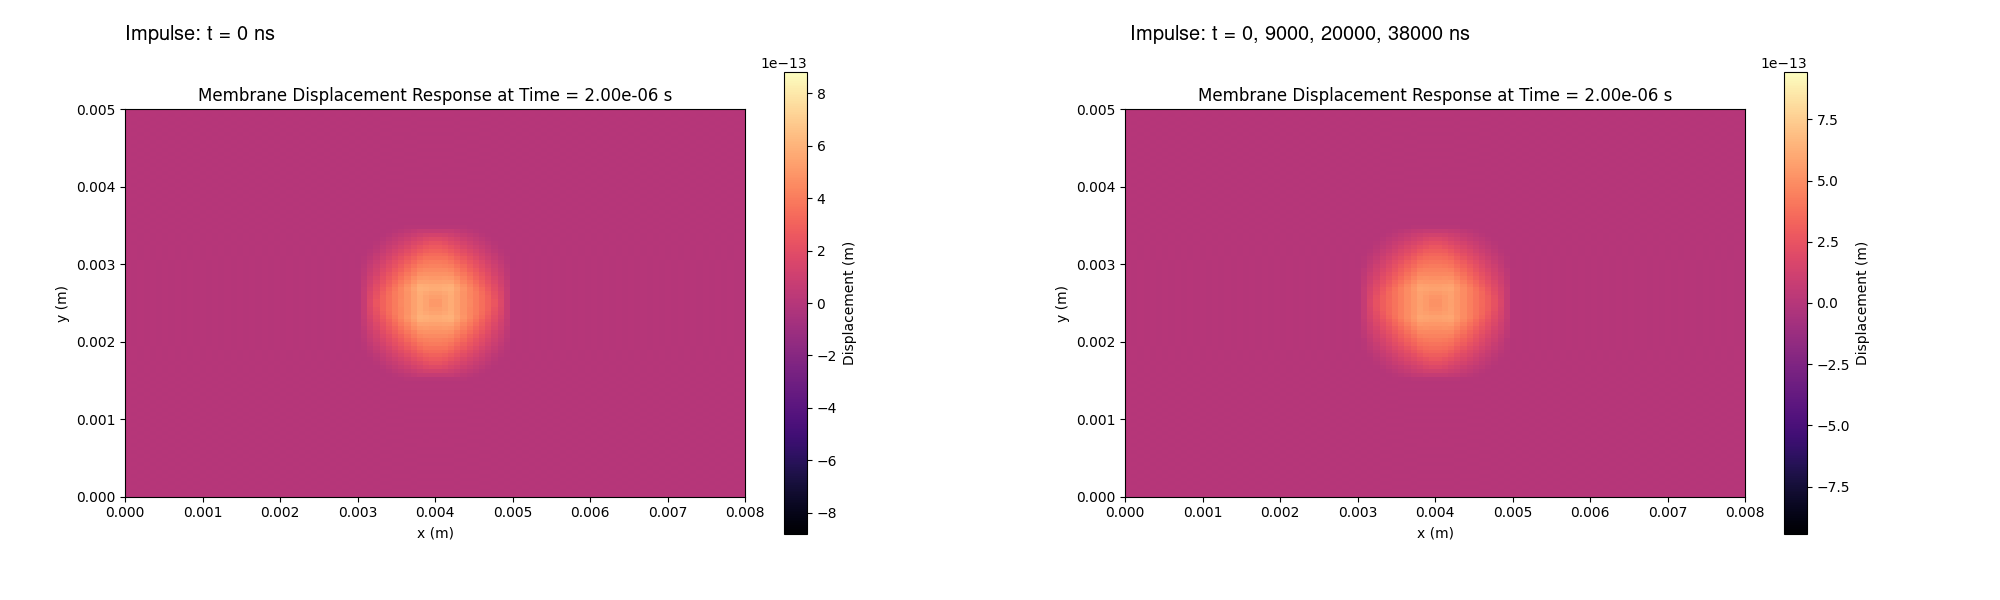 Impulse: t = 0 ns
1e−13
Membrane Displacement Response at Time = 2.00e-06 s
0.005
0.004
0.003
0.002
0.001
0.000
y (m)
0.000 0.001 0.002 0.003 0.004 0.005 0.006 0.007 0.008
x (m)
8
6
4
2
0
−2
−4
−6
−8
Displacement (m)
Impulse: t = 0, 9000, 20000, 38000 ns
1e−13
Membrane Displacement Response at Time = 2.00e-06 s
0.005
0.004
0.003
0.002
0.001
0.000
y (m)
0.000 0.001 0.002 0.003 0.004 0.005 0.006 0.007 0.008
x (m)
7.5
5.0
2.5
0.0
−2.5
−5.0
−7.5
Displacement (m)